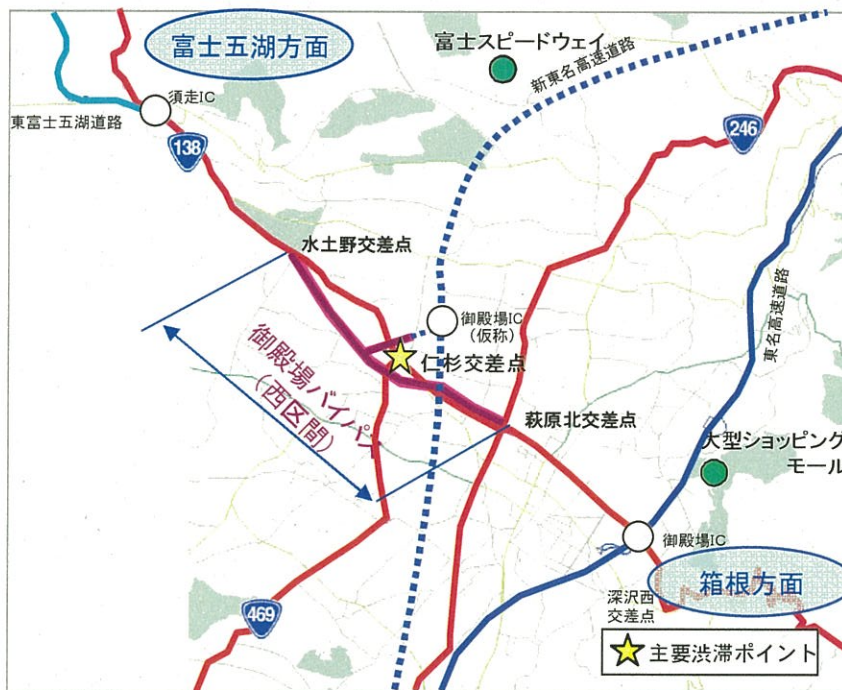 富士五湖方面
富士スピードウェイ
新東名高速道路
須走IC
東富士五湖道路
138
246
水土野交差点
東名高速道路
御殿場IC
(仮称)
仁杉交差点
御殿場バイパス
(西区間)
萩原北交差点
大型ショッピング
モール
御殿場IC
箱根方面
深沢西
交差点
469
主要渋滞ポイント